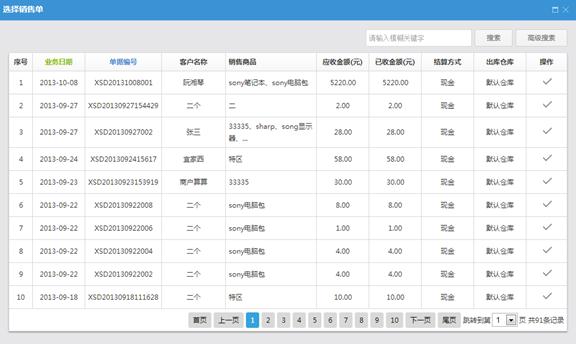 选择销售单
请输入模糊关键字 搜索 高级搜索
序号 业务日期 单据编号 客户名称 销售商品 应收金额(元) 已收金额(元) 结算方式 出库仓库 操作
1 2013-10-08 XSD20131008001 阮湘琴 sony笔记本、sony电脑包 5220.00 5220.00 现金 默认仓库
2 2013-09-27 XSD20130927154429 二个 二 2.00 2.00 现金 默认仓库
3 2013-09-27 XSD20130927002 张三 33335、sharp、song显示 28.00 28.00 现金 默认仓库
器、...
4 2013-09-24 XSD2013092415617 宜家西 特区 58.00 58.00 现金 默认仓库
5 2013-09-23 XSD20130923153919 商户算算 33335 30.00 30.00 现金 默认仓库
6 2013-09-22 XSD20130922008 二个 sony电脑包 8.00 8.00 现金 默认仓库
7 2013-09-22 XSD20130922006 二个 sony电脑包 1.00 1.00 现金 默认仓库
8 2013-09-22 XSD20130922004 二个 sony电脑包 4.00 4.00 现金 默认仓库
9 2013-09-22 XSD20130922002 二个 sony电脑包 4.00 4.00 现金 默认仓库
10 2013-09-18 XSD20130918111628 二个 特区 10.00 10.00 现金 默认仓库
首页 上一页 1 2 3 4 5 6 7 8 9 10 下一页 尾页 跳转到第 1 页 共91条记录